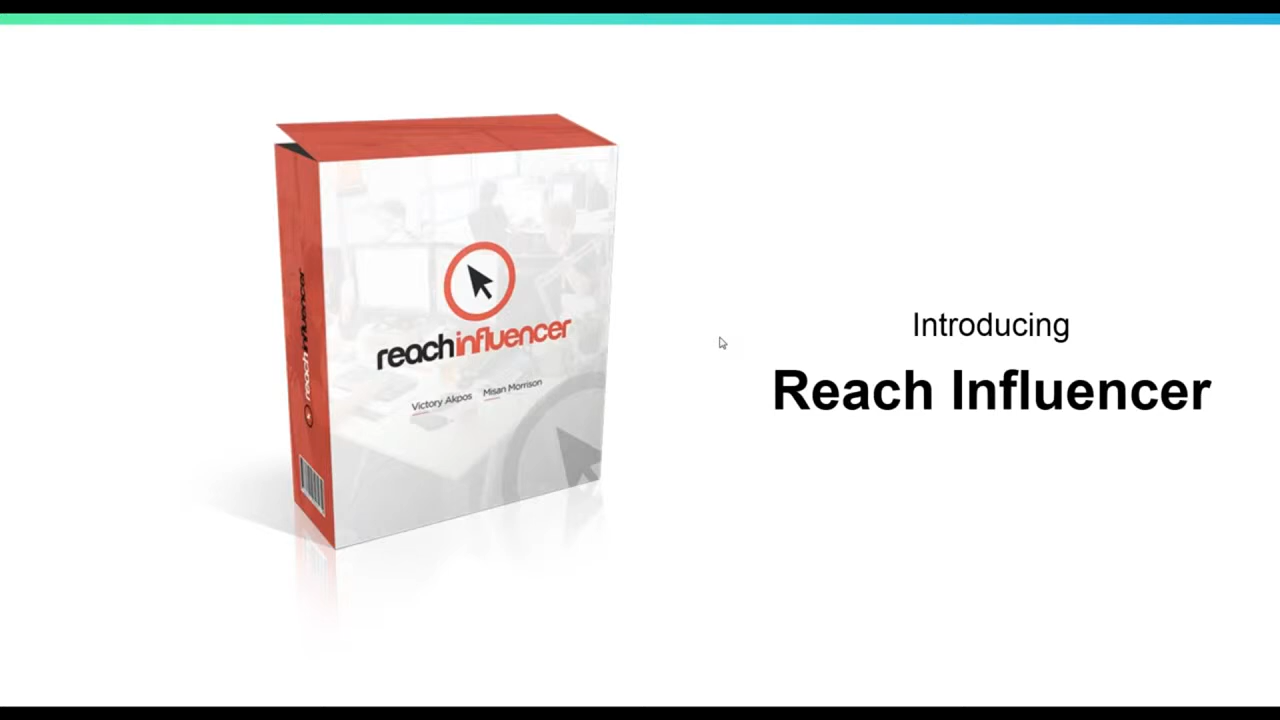 reachinfluencer
reachinfluencer
Victory Akpos Misan Morrison
Introducing
Reach Influencer